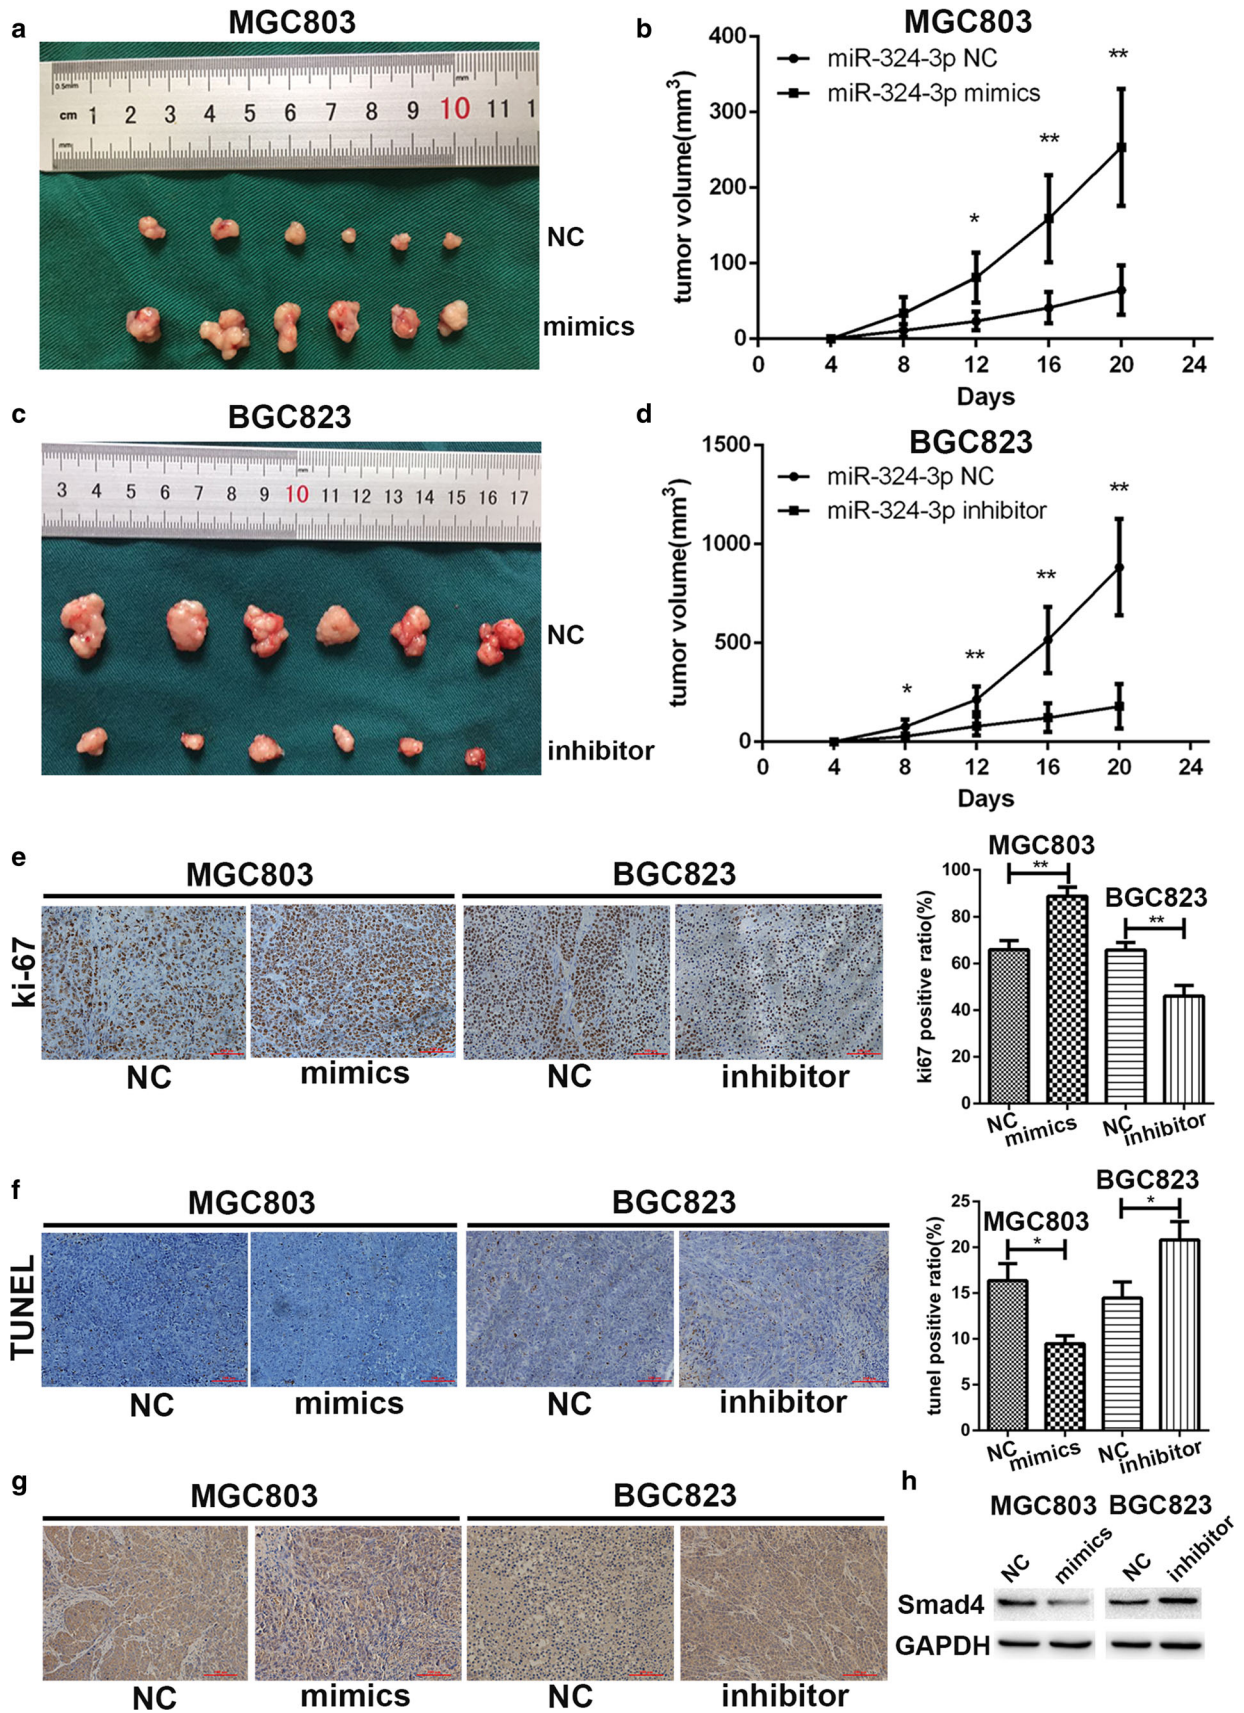 a
MGC803
0.5mm
mm
cm 1 2 3 4 5 6 7 8 9 10 11 1
mm
NC
mimics
b
MGC803
miR-324-3p NC
miR-324-3p mimics
tumor volume(mm3)
400
300
200
100
0
*
**
**
0 4 8 12 16 20 24
Days
c
BGC823
mm
3 4 5 6 7 8 9 10 11 12 13 14 15 16 17
NC
inhibitor
d
BGC823
miR-324-3p NC
miR-324-3p inhibitor
tumor volume(mm3)
1500
1000
500
0
*
**
**
**
0 4 8 12 16 20 24
Days
e
MGC803 BGC823
ki-67
NC mimics NC inhibitor
MGC803
**
BGC823
**
ki67 positive ratio(%)
100
80
60
40
20
0
NC mimics NC inhibitor
f
MGC803 BGC823
TUNEL
NC mimics NC inhibitor
BGC823
*
MGC803
*
tunel positive ratio(%)
25
20
15
10
5
0
NC mimics NC inhibitor
g
MGC803 BGC823
NC mimics NC inhibitor
h
MGC803 BGC823
NC mimics NC inhibitor
Smad4
GAPDH